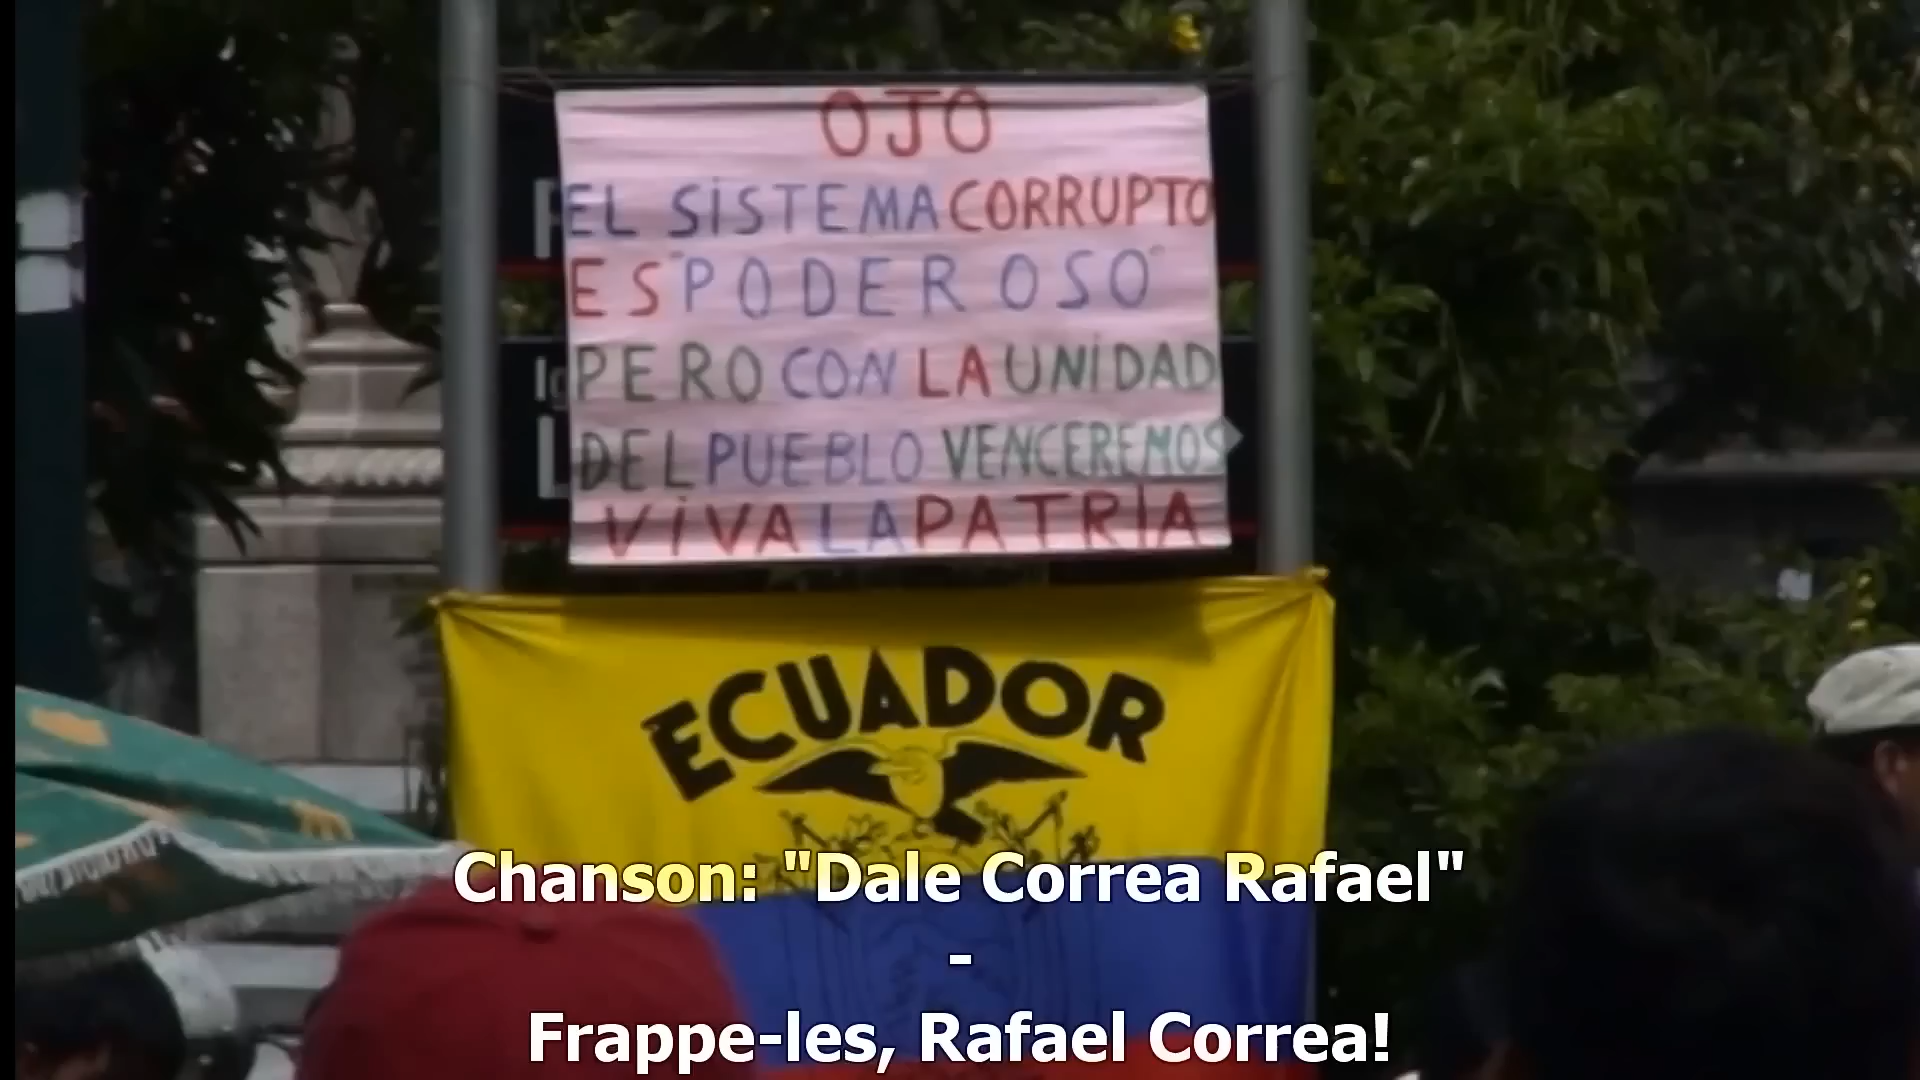 OJO
EL SISTEMA CORRUPTO
ES "PODEROSO"
PERO CON LA UNIDAD
DEL PUEBLO VENCEREMOS
VIVA LA PATRIA
ECUADOR
Chanson: "Dale Correa Rafael"
-
Frappe-les, Rafael Correa!